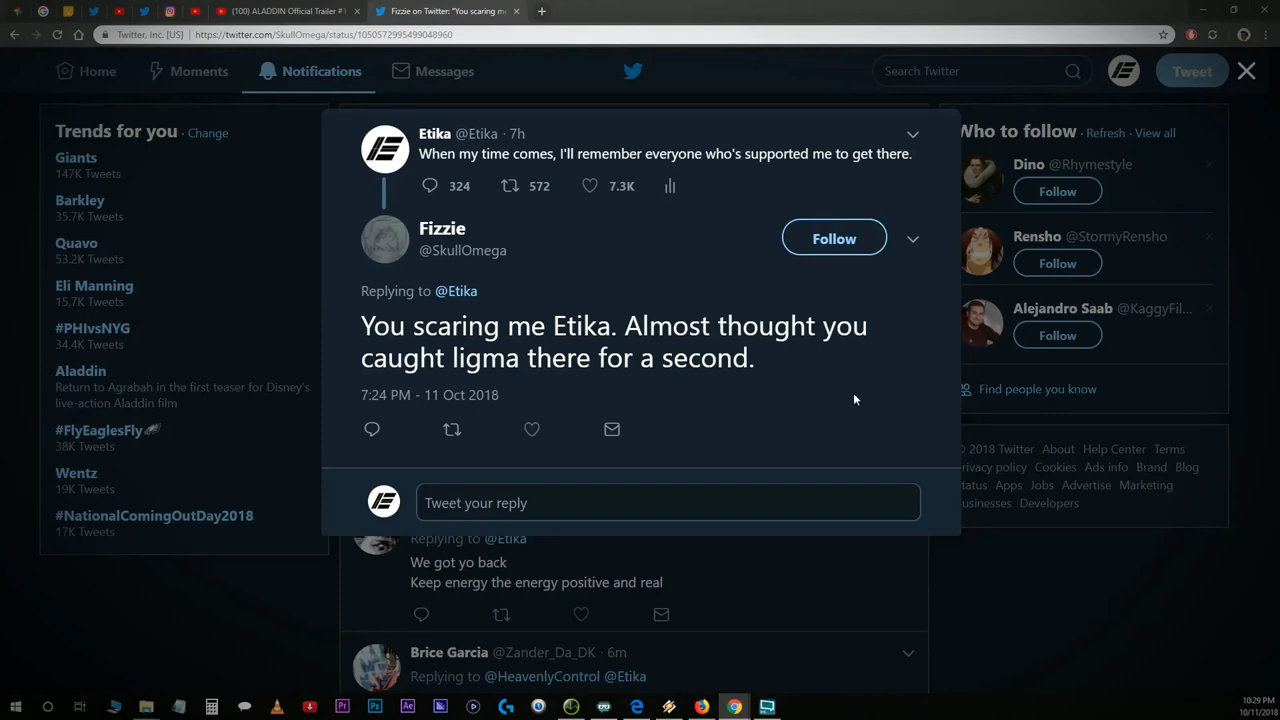 (100) ALADDIN Official Trailer #1
Fizzie on Twitter: "You scaring me
Twitter, Inc. [US]
https://twitter.com/SkullOmega/status/1050572995499048960
Home
Moments
Notifications
Messages
Search Twitter
Tweet
Trends for you · Change
Giants
147K Tweets
Barkley
35.7K Tweets
Quavo
53.2K Tweets
Eli Manning
15.7K Tweets
#PHIvsNYG
34.4K Tweets
Aladdin
Return to Agrabah in the first teaser for Disney's
live-action Aladdin film
#FlyEaglesFly
38K Tweets
Wentz
19K Tweets
#NationalComingOutDay2018
17K Tweets
Etika @Etika · 7h
When my time comes, I'll remember everyone who's supported me to get there.
324
572
7.3K
Fizzie
@SkullOmega
Follow
Replying to @Etika
You scaring me Etika. Almost thought you
caught ligma there for a second.
7:24 PM - 11 Oct 2018
Tweet your reply
Replying to @Etika
We got yo back
Keep energy the energy positive and real
Brice Garcia @Zander_Da_DK · 6m
Replying to @HeavenlyControl @Etika
Who to follow · Refresh · View all
Dino @Rhymestyle
Follow
Rensho @StormyRensho
Follow
Alejandro Saab @KaggyFil...
Follow
Find people you know
2018 Twitter About Help Center Terms
rivacy policy Cookies Ads info Brand Blog
tatus Apps Jobs Advertise Marketing
usinesses Developers
10:29 PM
10/11/2018